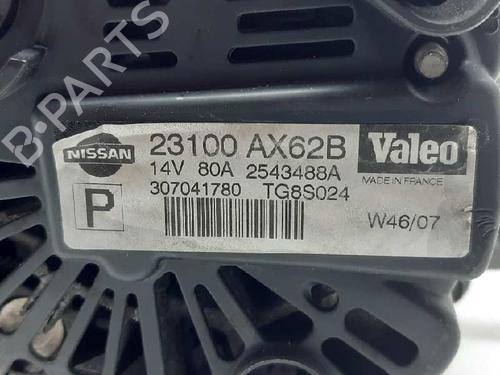 B-PARTS
NISSAN
23100 AX62B
Valeo
14V 80A 2543488A
MADE IN FRANCE
307041780 TG8S024
P
W46/07